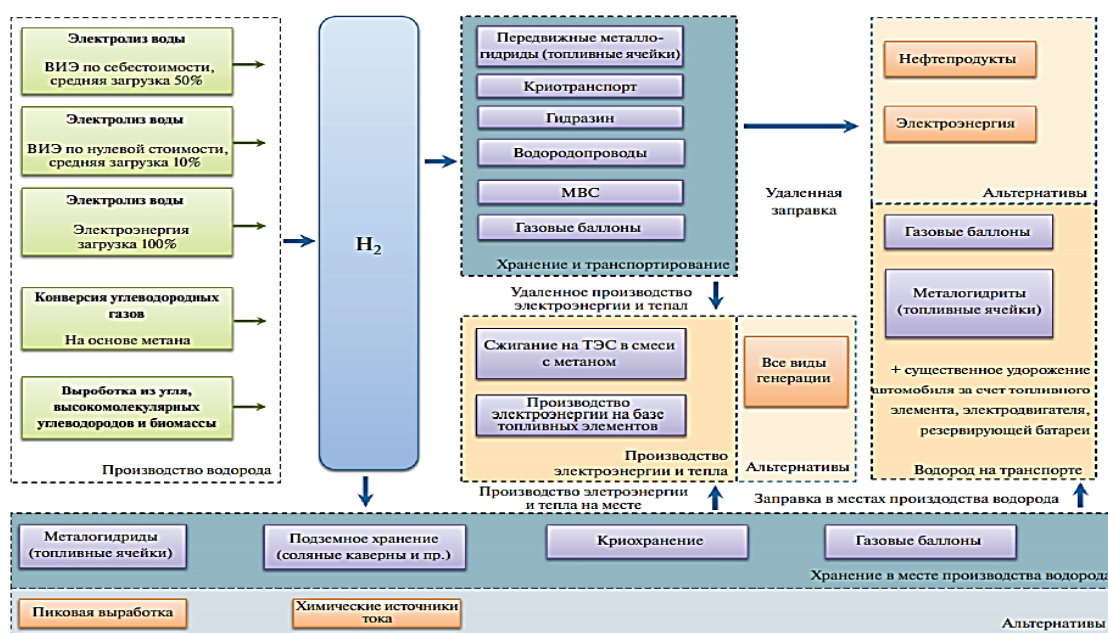 Электролиз воды
ВИЭ по себестоимости,
средняя загрузка 50%
Электролиз воды
ВИЭ по нулевой стоимости,
средняя загрузка 10%
Электролиз воды
Электроэнергия
загрузка 100%
Конверсия углеводородных
газов
На основе метана
Выработка из угля,
высокомолекулярных
углеводородов и биомассы
Производство водорода
H₂
Передвижные металло-
гидриды (топливные ячейки)
Криотранспорт
Гидразин
Водородопроводы
МВС
Газовые баллоны
Хранение и транспортирование
Удаленная
заправка
Нефтепродукты
Электроэнергия
Альтернативы
Газовые баллоны
Металогидриты
(топливные ячейки)
+ существенное удорожание
автомобиля за счет топливного
элемента, электродвигателя,
резервирующей батареи
Водород на транспорте
Удаленное производство
электроэнергии и тепал
Сжигание на ТЭС в смеси
с метаном
Производство
электроэнергии на базе
топливных элементов
Производство
электроэнергии и тепла
Все виды
генерации
Альтернативы
Производство элетроэнергии
и тепла на месте
Заправка в местах произдодства водорода
Металогидриды
(топливные ячейки)
Подземное хранение
(соляные каверны и пр.)
Криохранение
Газовые баллоны
Хранение в месте производства водорода
Пиковая выработка
Химические источники
тока
Альтернативы